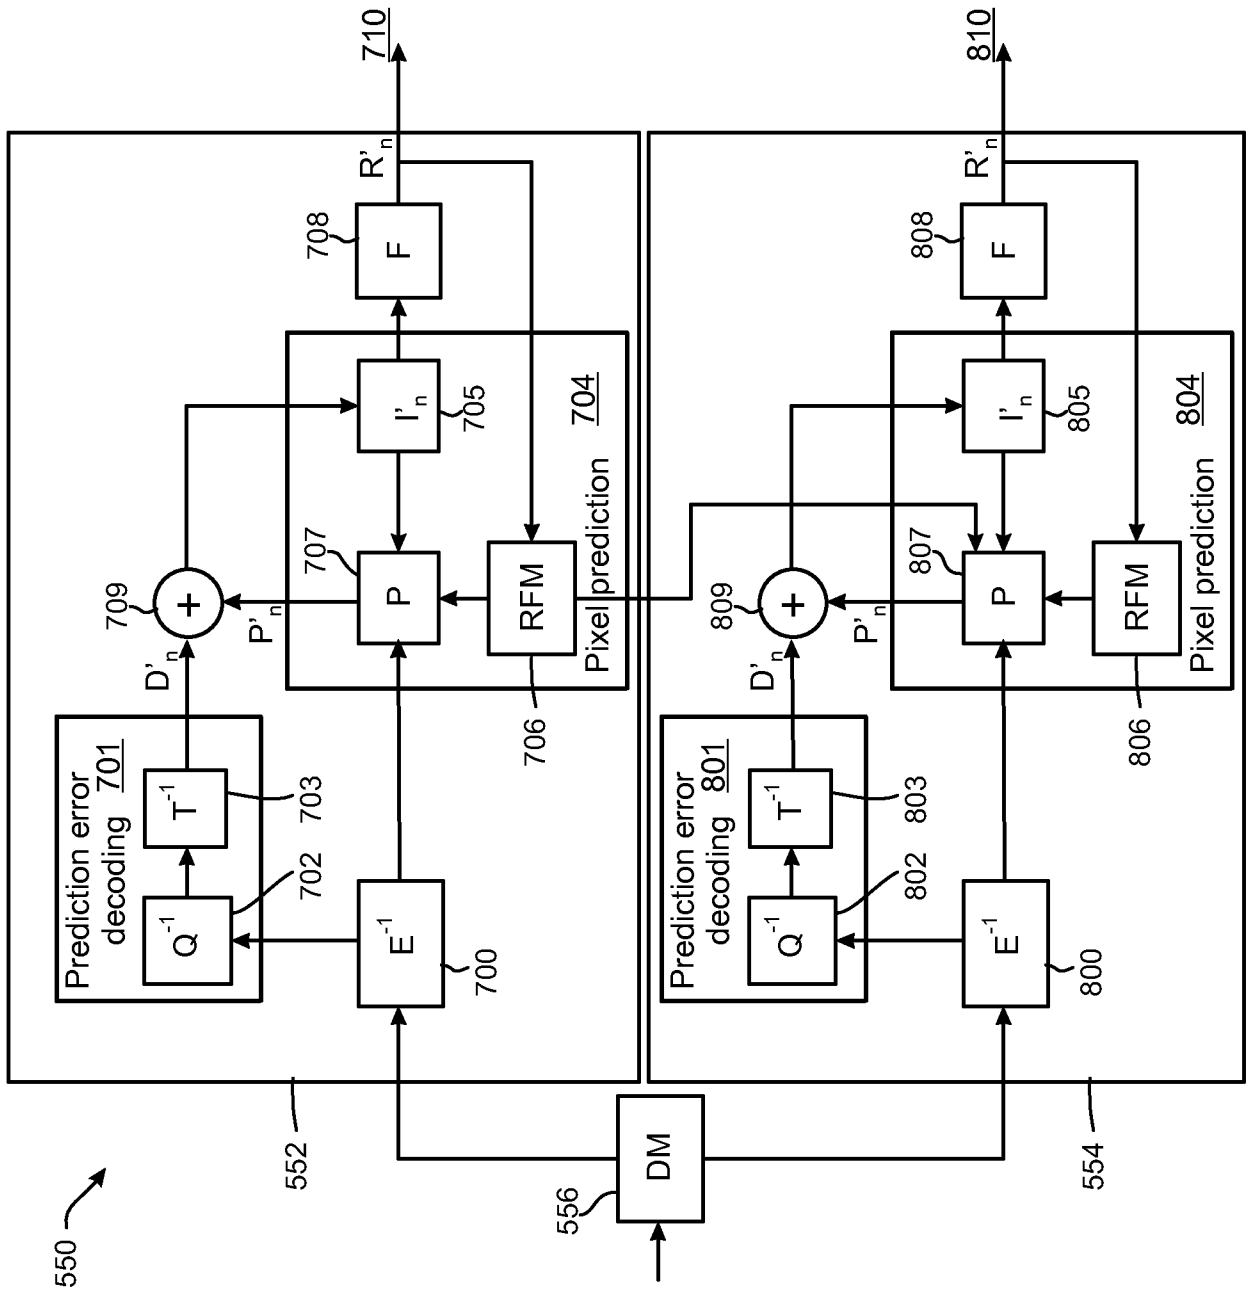 550
552
Prediction error
decoding 701
Q⁻¹
702
T⁻¹
703
D'n
709
+
P'n
E⁻¹
700
707
P
I'n
705
RFM
706
Pixel prediction
704
708
F
R'n
710
556
DM
554
Prediction error
decoding 801
Q⁻¹
802
T⁻¹
803
D'n
809
+
P'n
E⁻¹
800
807
P
I'n
805
RFM
806
Pixel prediction
804
808
F
R'n
810